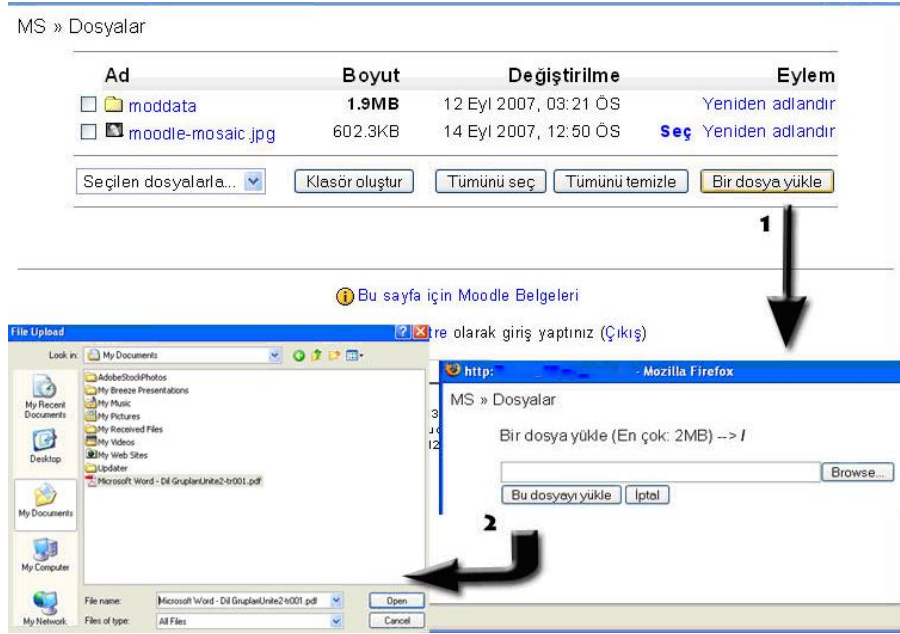 MS » Dosyalar
Ad Boyut Değiştirilme Eylem
moddata 1.9MB 12 Eyl 2007, 03:21 ÖS Yeniden adlandır
moodle-mosaic.jpg 602.3KB 14 Eyl 2007, 12:50 ÖS Seç Yeniden adlandır
Seçilen dosyalarla... Klasör oluştur Tümünü seç Tümünü temizle Bir dosya yükle
1
Bu sayfa için Moodle Belgeleri
tre olarak giriş yaptınız (Çıkış)
File Upload
Look in: My Documents
My Recent Documents
Desktop
My Documents
My Computer
My Network
AdobeStockPhotos
My Breeze Presentations
My Music
My Pictures
My Received Files
My Videos
My Web Sites
Updater
Microsoft Word - Dil GruplarıUnite2-tr001.pdf
File name: Microsoft Word - Dil GruplarıUnite2-tr001.pdf Open
Files of type: All Files Cancel
http: - Mozilla Firefox
MS » Dosyalar
Bir dosya yükle (En çok: 2MB) --> /
Browse...
Bu dosyayı yükle İptal
2